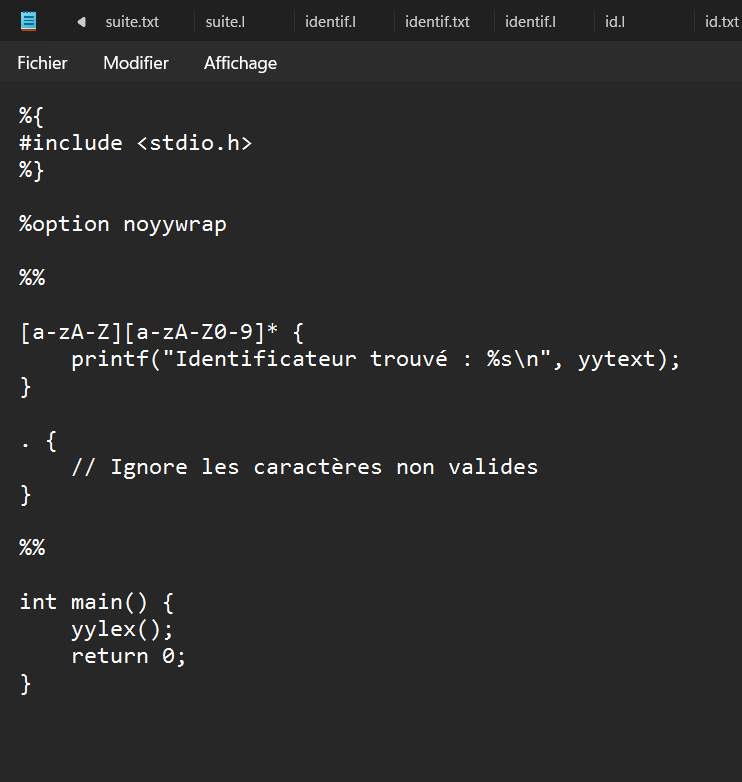 suite.txt suite.l identif.l identif.txt identif.l id.l id.txt
Fichier Modifier Affichage
%{
#include <stdio.h>
%}
%option noyywrap
%%
[a-zA-Z][a-zA-Z0-9]* {
    printf("Identificateur trouvé : %s\n", yytext);
}
. {
    // Ignore les caractères non valides
}
%%
int main() {
    yylex();
    return 0;
}